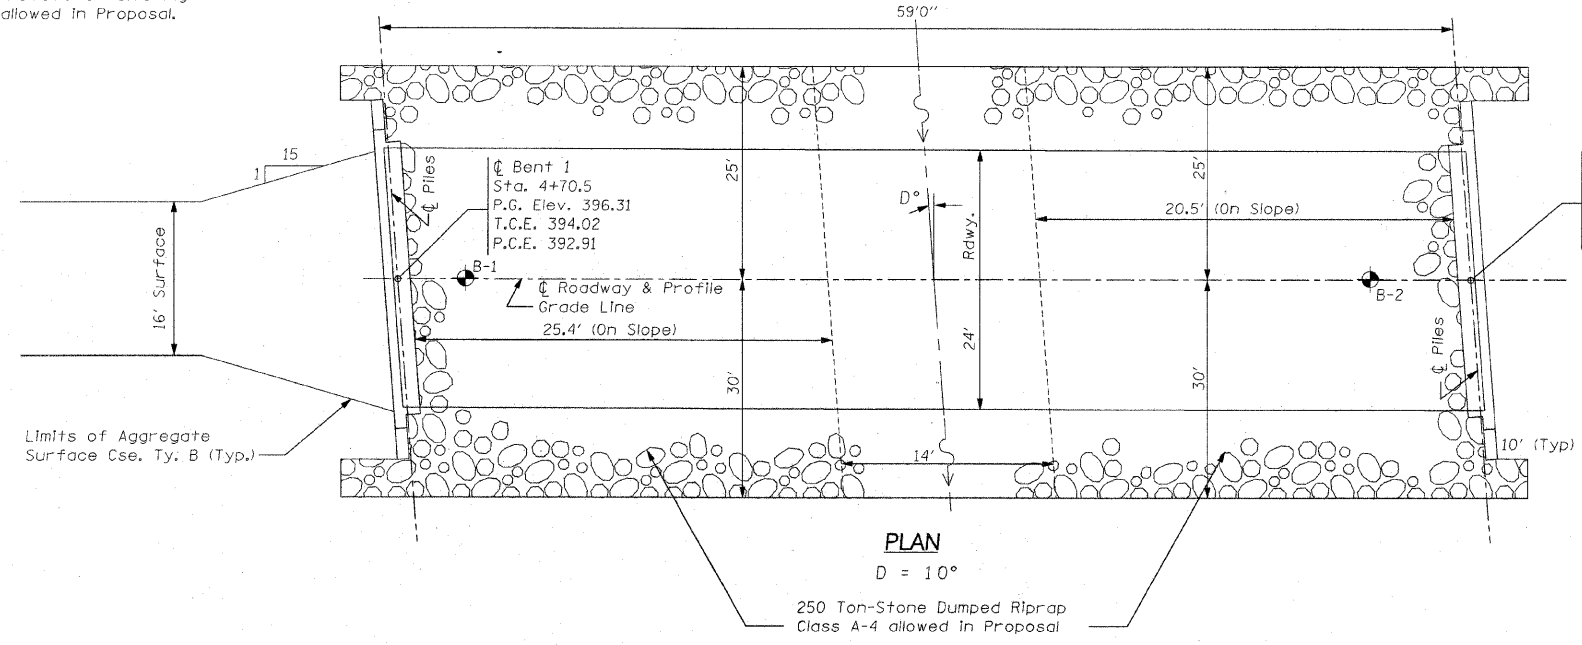 allowed in Proposal.
59'0"
15
1
₵ Piles
₵ Bent 1
Sta. 4+70.5
P.G. Elev. 396.31
T.C.E. 394.02
P.C.E. 392.91
25'
D°
Rdwy.
25'
20.5' (On Slope)
16' Surface
B-1
₵ Roadway & Profile
Grade Line
B-2
25.4' (On Slope)
30'
24'
30'
₵ Piles
Limits of Aggregate
Surface Cse. Ty. B (Typ.)
14'
10' (Typ)
PLAN
D = 10°
250 Ton-Stone Dumped Riprap
Class A-4 allowed in Proposal